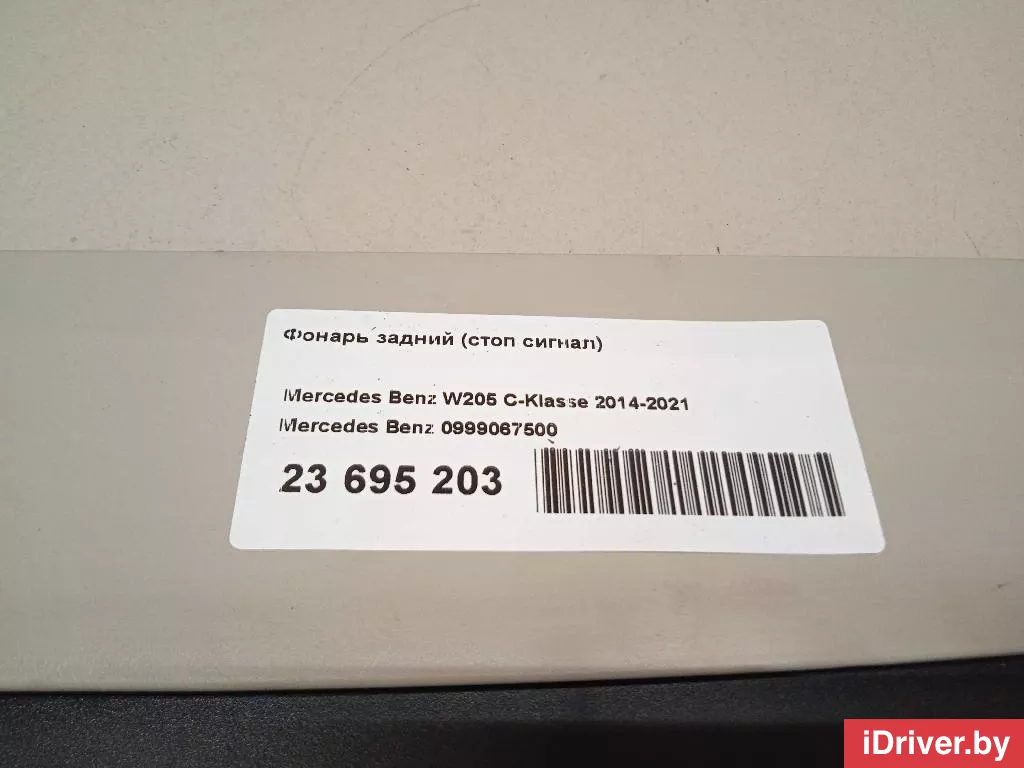 Фонарь задний (стоп сигнал)
Mercedes Benz W205 C-Klasse 2014-2021
Mercedes Benz 0999067500
23 695 203
iDriver.by